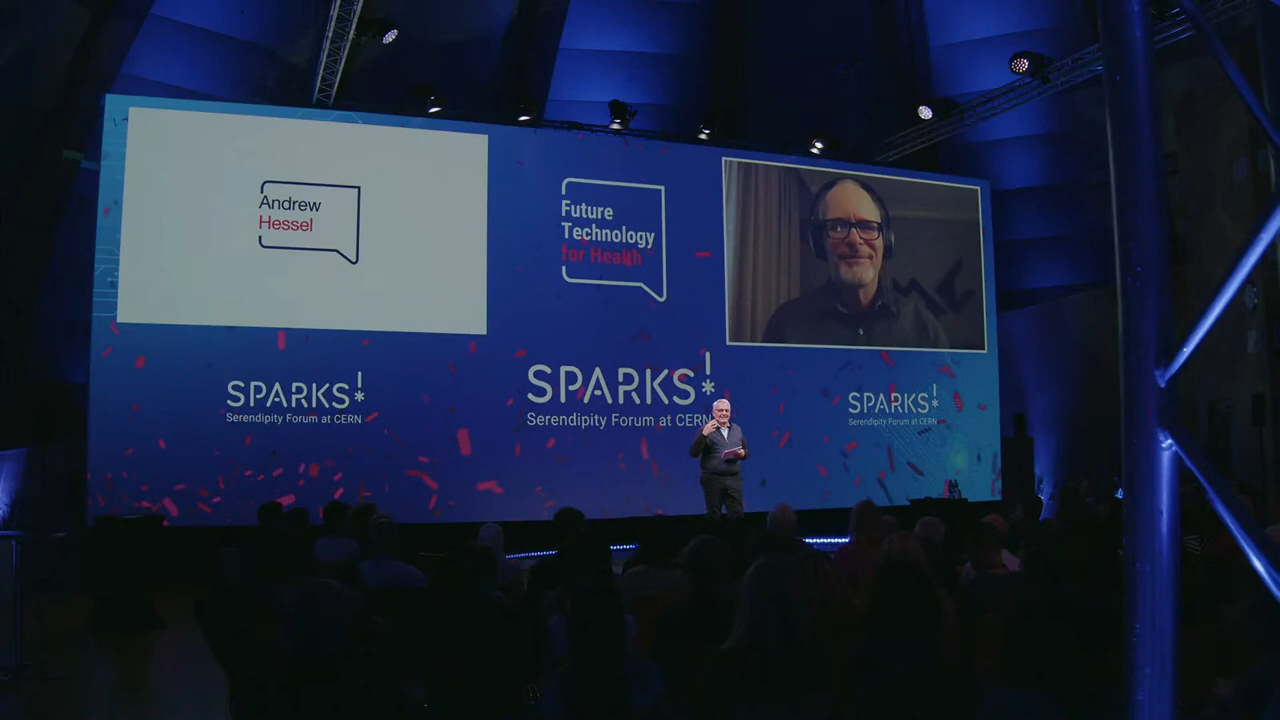 Andrew
Hessel
Future
Technology
for Health
SPARKS!
Serendipity Forum at CERN
SPARKS!
Serendipity Forum at CERN
SPARKS!
Serendipity Forum at CERN